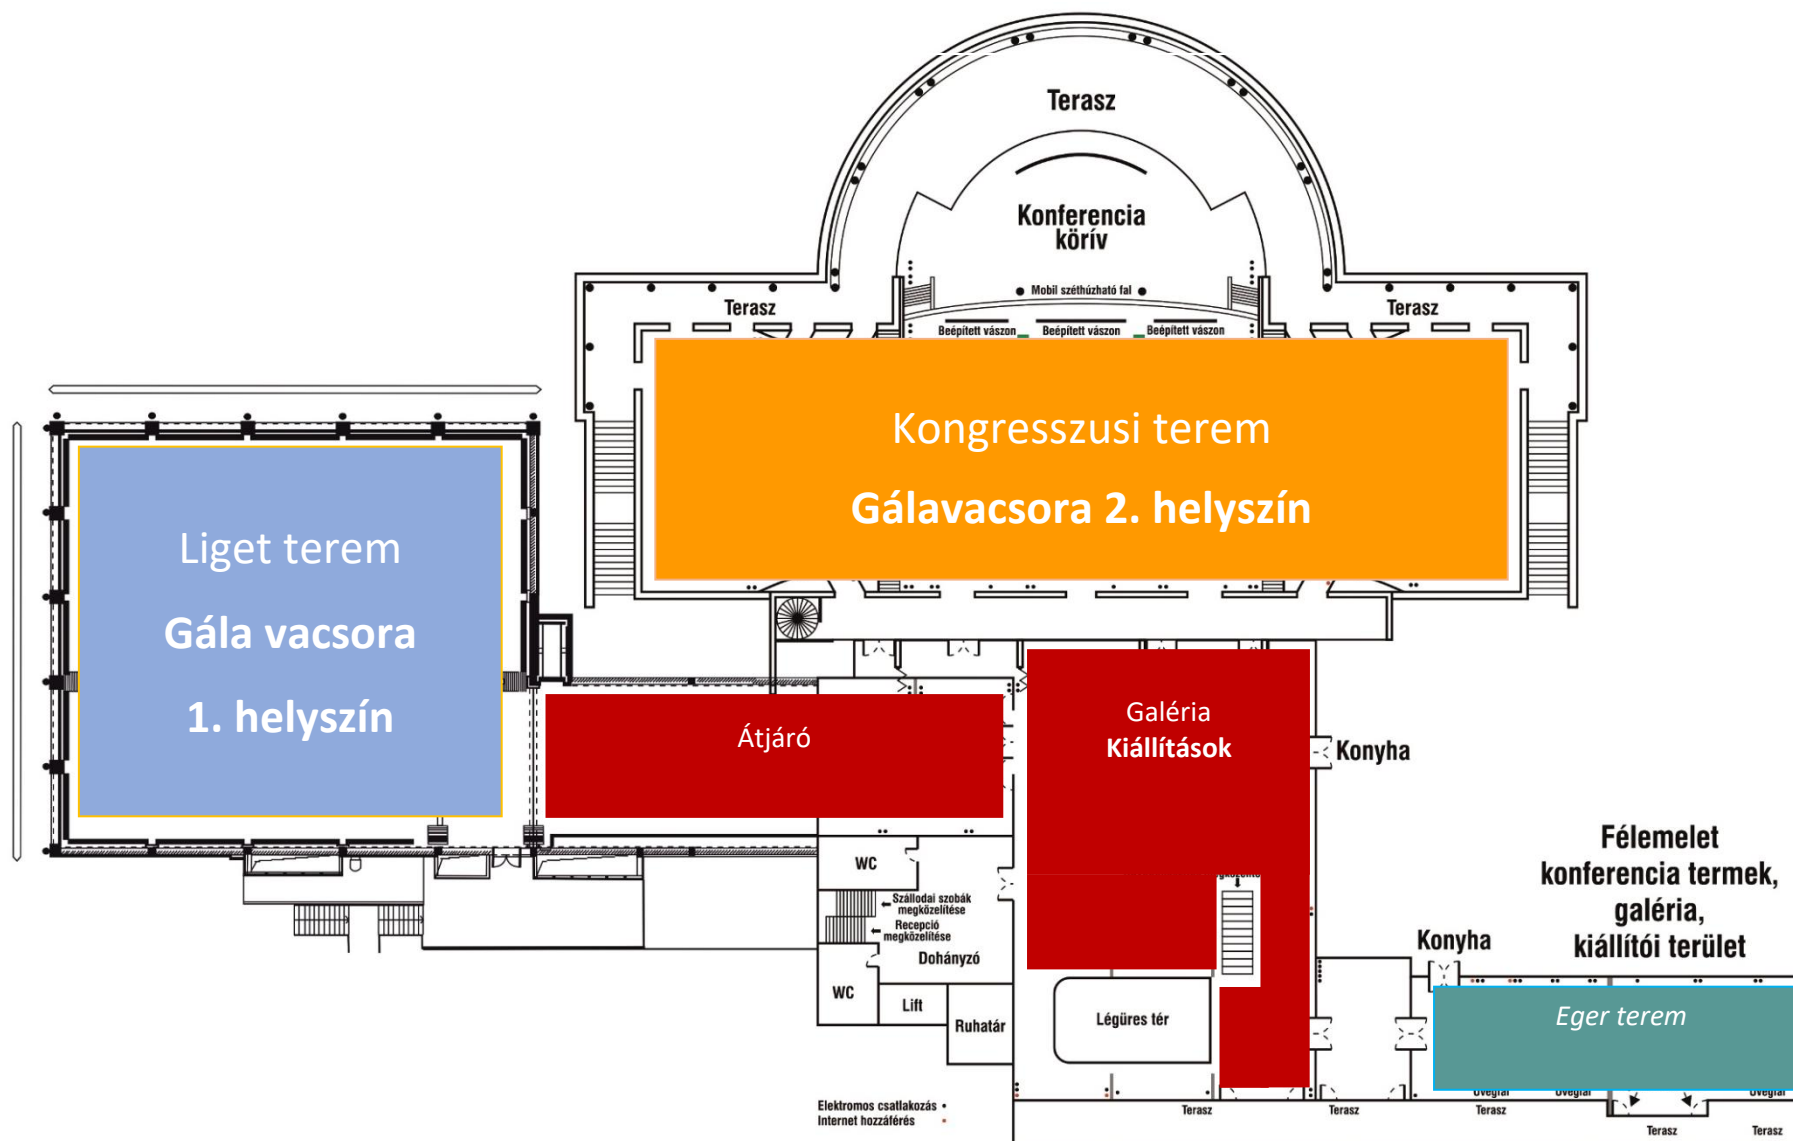 Terasz
Konferencia
körív
Mobil széthúzható fal
Terasz
Terasz
Beépített vászon
Beépített vászon
Beépített vászon
Kongresszusi terem
Gálavacsora 2. helyszín
Liget terem
Gála vacsora
1. helyszín
Átjáró
Galéria
Kiállítások
Konyha
WC
Szállodai szobák
megközelítése
Recepció
megközelítése
Dohányzó
WC
Lift
Ruhatár
Légüres tér
Félemelet
konferencia termek,
galéria,
kiállítói terület
Konyha
Eger terem
Üvegfal
Üvegfal
Üvegfal
Elektromos csatlakozás
Internet hozzáférés
Terasz
Terasz
Terasz
Terasz
Terasz